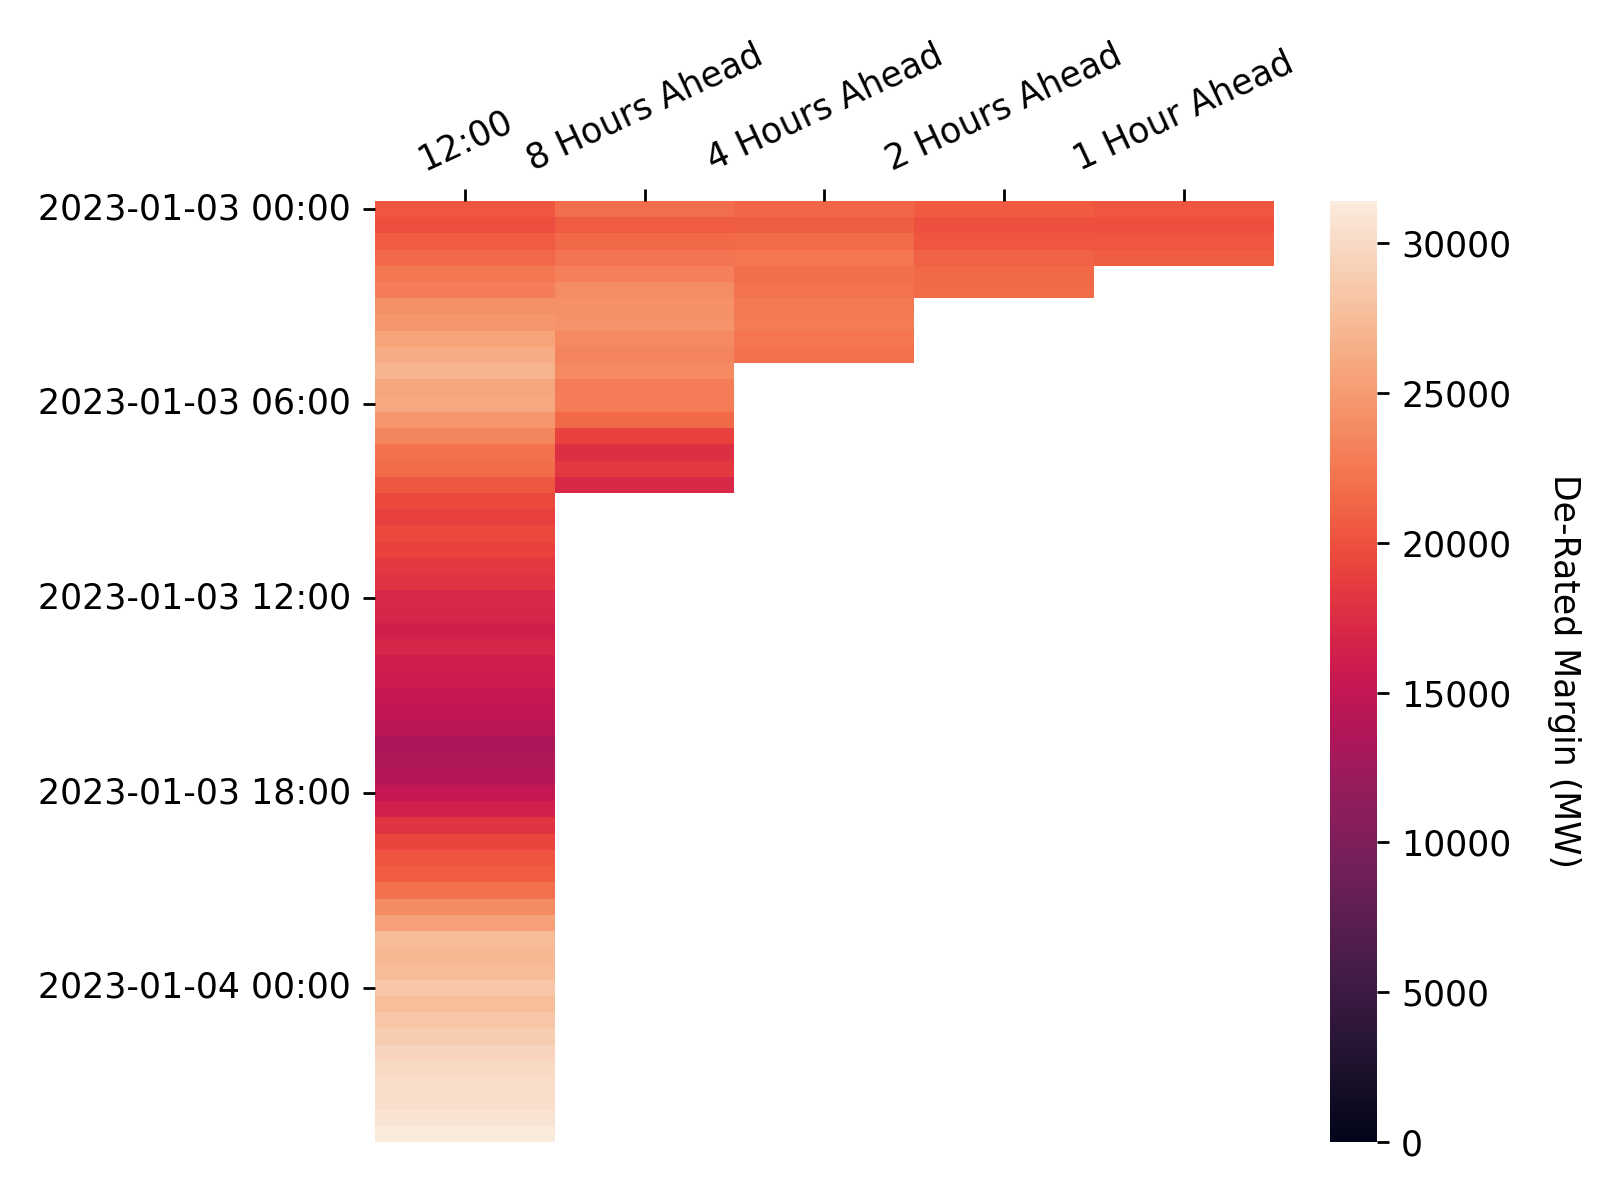 12:00
8 Hours Ahead
4 Hours Ahead
2 Hours Ahead
1 Hour Ahead
2023-01-03 00:00
2023-01-03 06:00
2023-01-03 12:00
2023-01-03 18:00
2023-01-04 00:00
30000
25000
20000
15000
10000
5000
0
De-Rated Margin (MW)